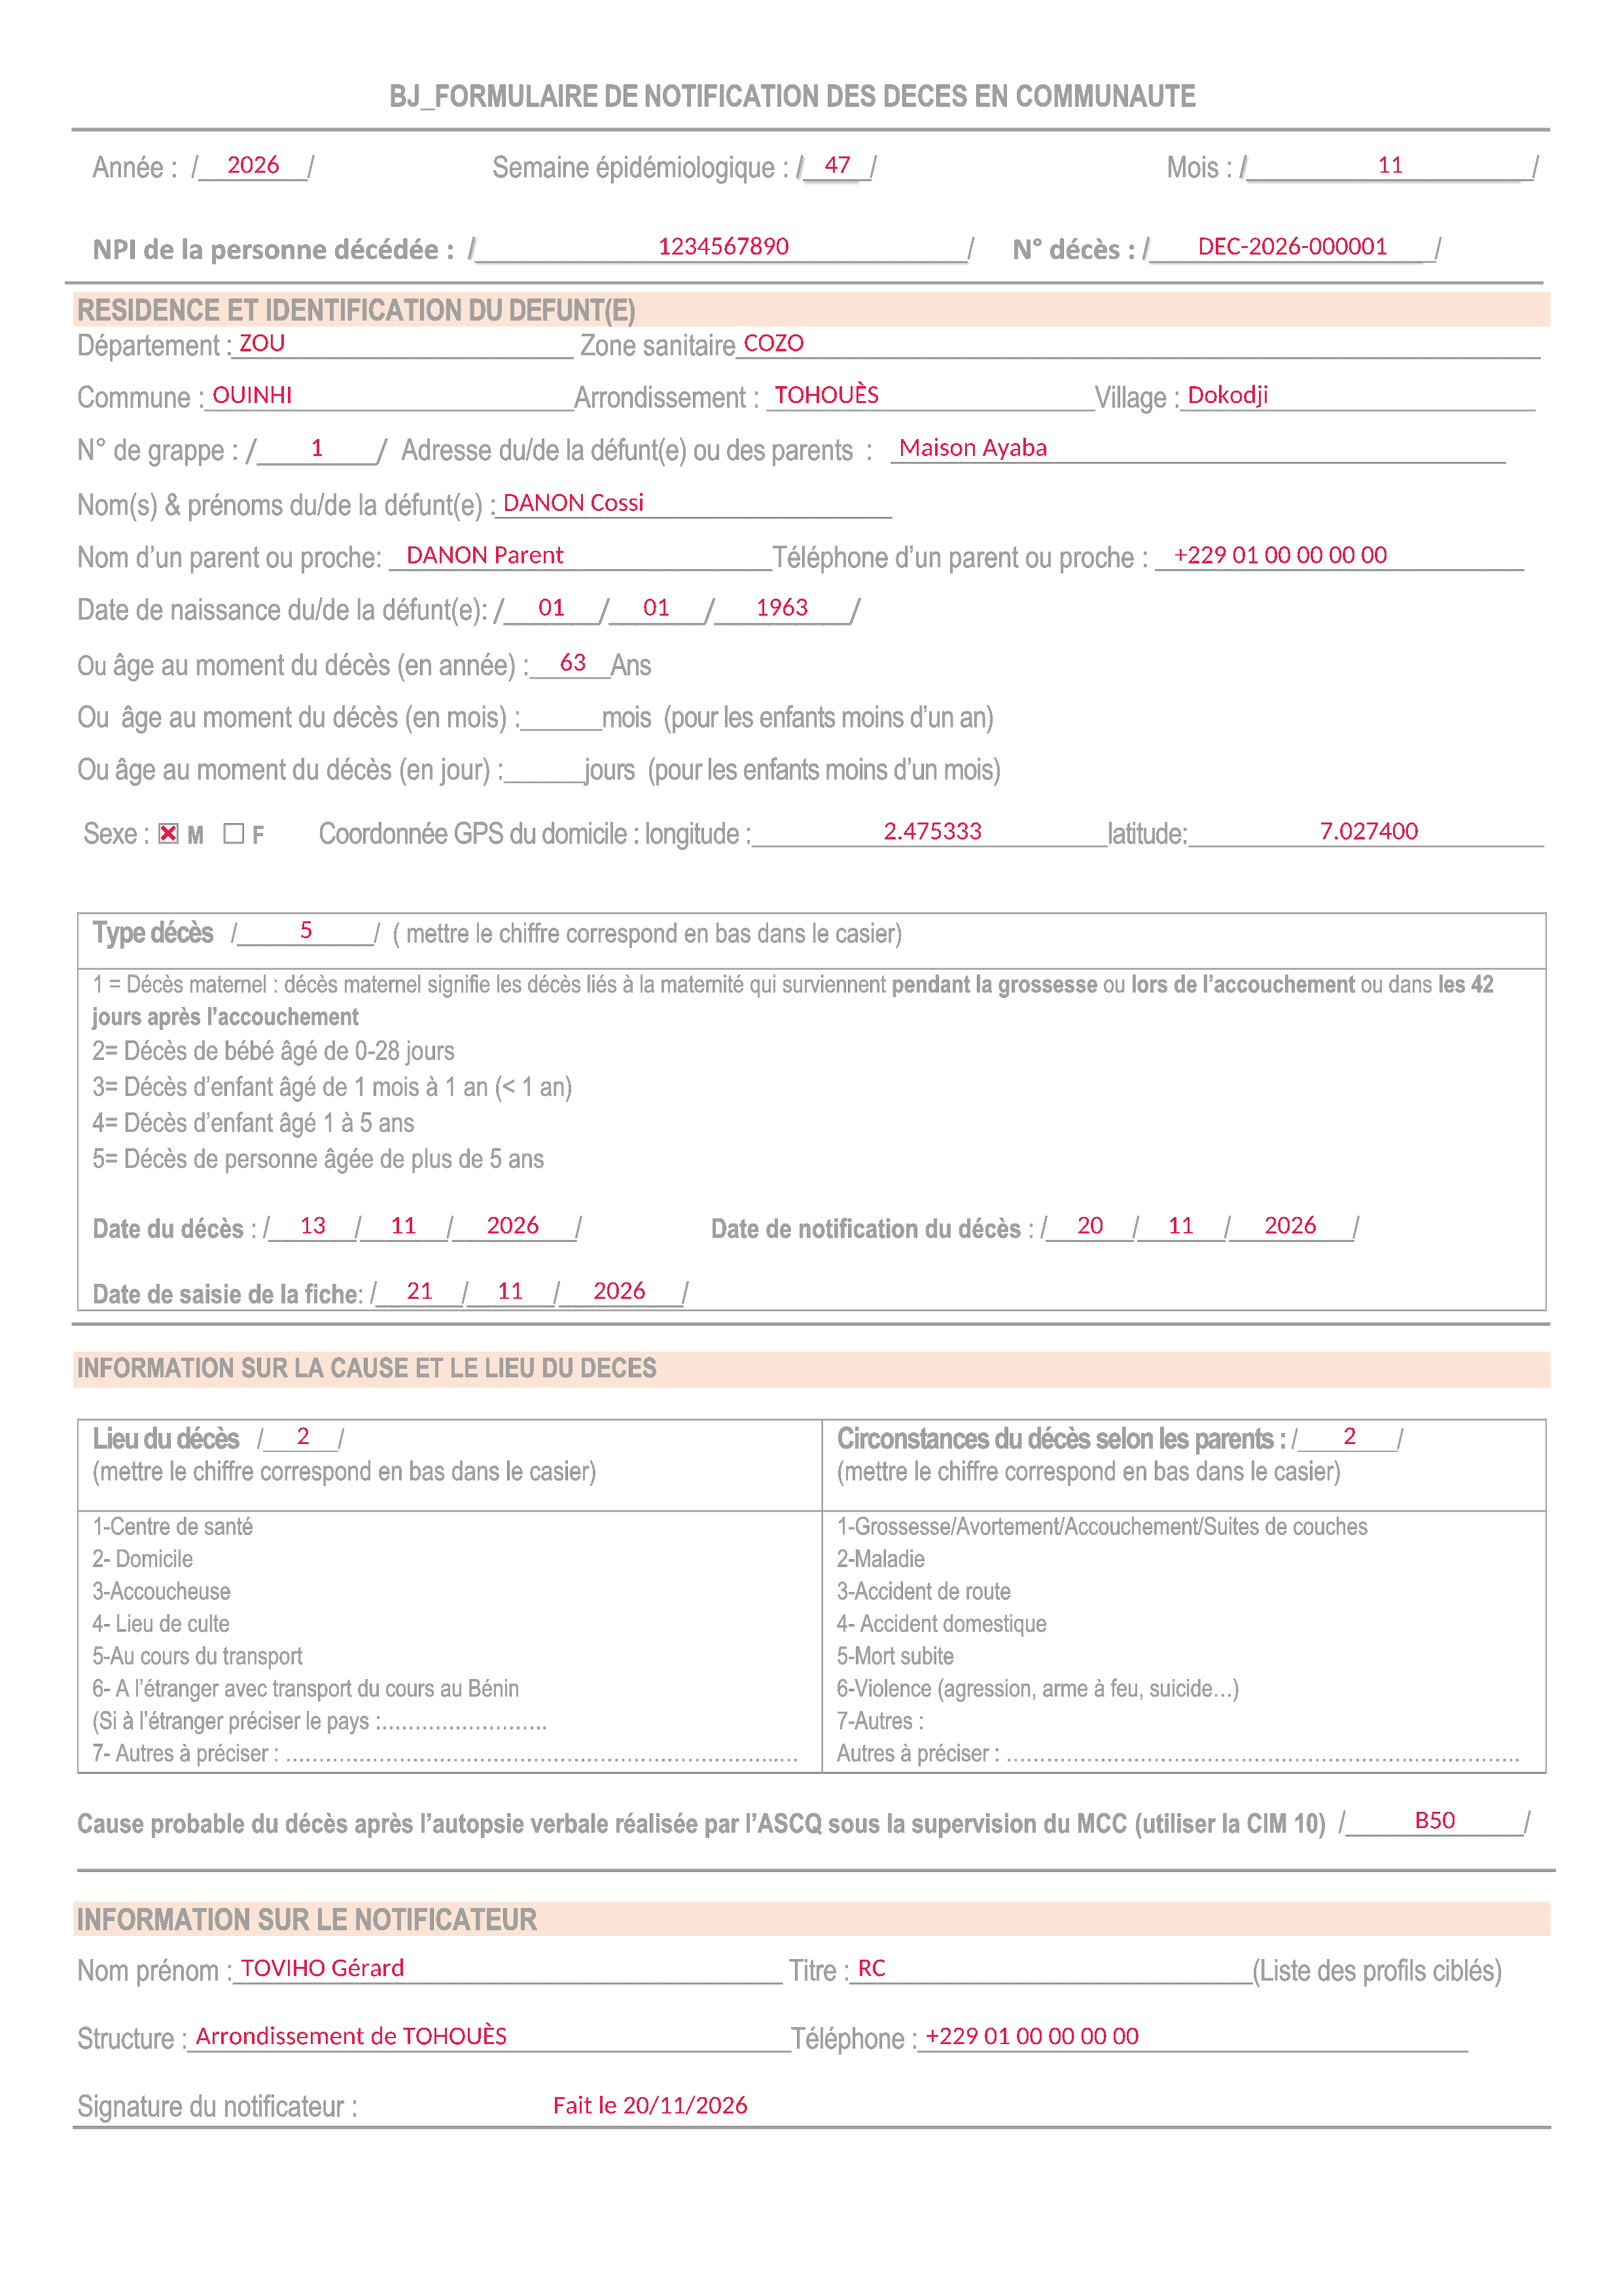 BJ_FORMULAIRE DE NOTIFICATION DES DECES EN COMMUNAUTE
Année : /2026/ Semaine épidémiologique : /47/ Mois : /11/
NPI de la personne décédée : /1234567890/ N° décès : /DEC-2026-000001/
RESIDENCE ET IDENTIFICATION DU DEFUNT(E)
Département : ZOU Zone sanitaire COZO
Commune : OUINHI Arrondissement : TOHOUÈS Village : Dokodji
N° de grappe : /1/ Adresse du/de la défunt(e) ou des parents : Maison Ayaba
Nom(s) & prénoms du/de la défunt(e) : DANON Cossi
Nom d’un parent ou proche: DANON Parent Téléphone d’un parent ou proche : +229 01 00 00 00 00
Date de naissance du/de la défunt(e): /01/01/1963/
Ou âge au moment du décès (en année) : 63 Ans
Ou âge au moment du décès (en mois) :______mois (pour les enfants moins d’un an)
Ou âge au moment du décès (en jour) :______jours (pour les enfants moins d’un mois)
Sexe : ☒ M ☐ F Coordonnée GPS du domicile : longitude : 2.475333 latitude: 7.027400
Type décès /5/ ( mettre le chiffre correspond en bas dans le casier)
1 = Décès maternel : décès maternel signifie les décès liés à la maternité qui surviennent pendant la grossesse ou lors de l’accouchement ou dans les 42
jours après l’accouchement
2= Décès de bébé âgé de 0-28 jours
3= Décès d’enfant âgé de 1 mois à 1 an (< 1 an)
4= Décès d’enfant âgé 1 à 5 ans
5= Décès de personne âgée de plus de 5 ans
Date du décès : /13/11/2026/ Date de notification du décès : /20/11/2026/
Date de saisie de la fiche: /21/11/2026/
INFORMATION SUR LA CAUSE ET LE LIEU DU DECES
Lieu du décès /2/
(mettre le chiffre correspond en bas dans le casier)
1-Centre de santé
2- Domicile
3-Accoucheuse
4- Lieu de culte
5-Au cours du transport
6- A l’étranger avec transport du cours au Bénin
(Si à l’étranger préciser le pays :.........................
7- Autres à préciser : ..............................................................................
Circonstances du décès selon les parents : /2/
(mettre le chiffre correspond en bas dans le casier)
1-Grossesse/Avortement/Accouchement/Suites de couches
2-Maladie
3-Accident de route
4- Accident domestique
5-Mort subite
6-Violence (agression, arme à feu, suicide…)
7-Autres :
Autres à préciser : ..............................................................................
Cause probable du décès après l’autopsie verbale réalisée par l’ASCQ sous la supervision du MCC (utiliser la CIM 10) /B50/
INFORMATION SUR LE NOTIFICATEUR
Nom prénom : TOVIHO Gérard Titre : RC (Liste des profils ciblés)
Structure : Arrondissement de TOHOUÈS Téléphone : +229 01 00 00 00 00
Signature du notificateur : Fait le 20/11/2026